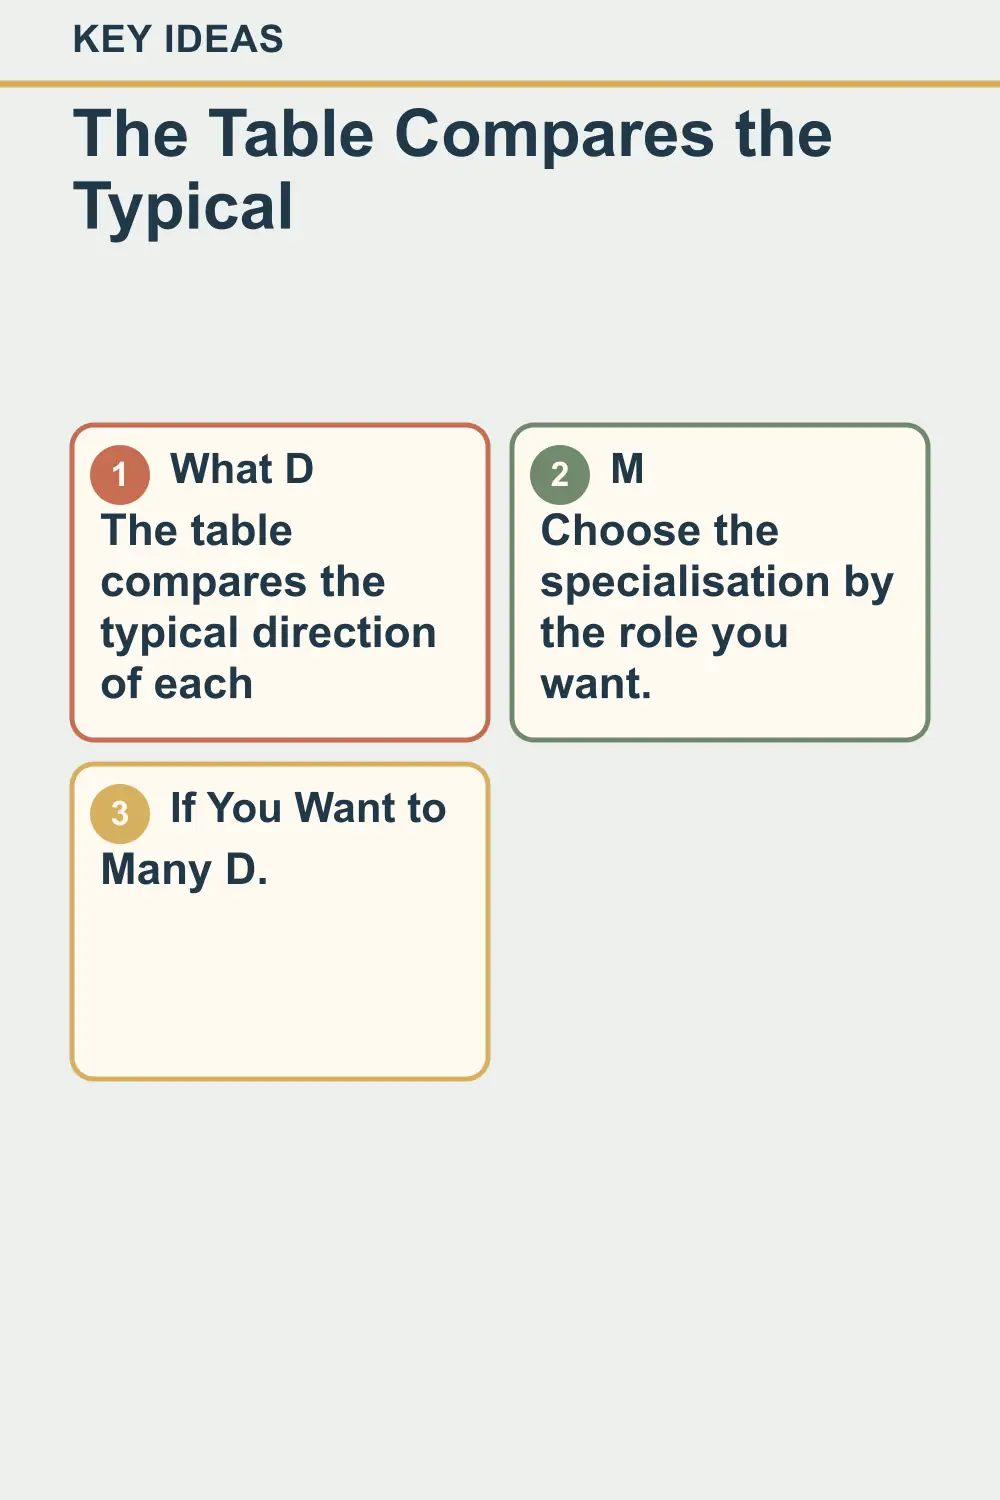 KEY IDEAS
The Table Compares the
Typical
1 What D
The table
compares the
typical direction
of each
2 M
Choose the
specialisation by
the role you
want.
3 If You Want to
Many D.